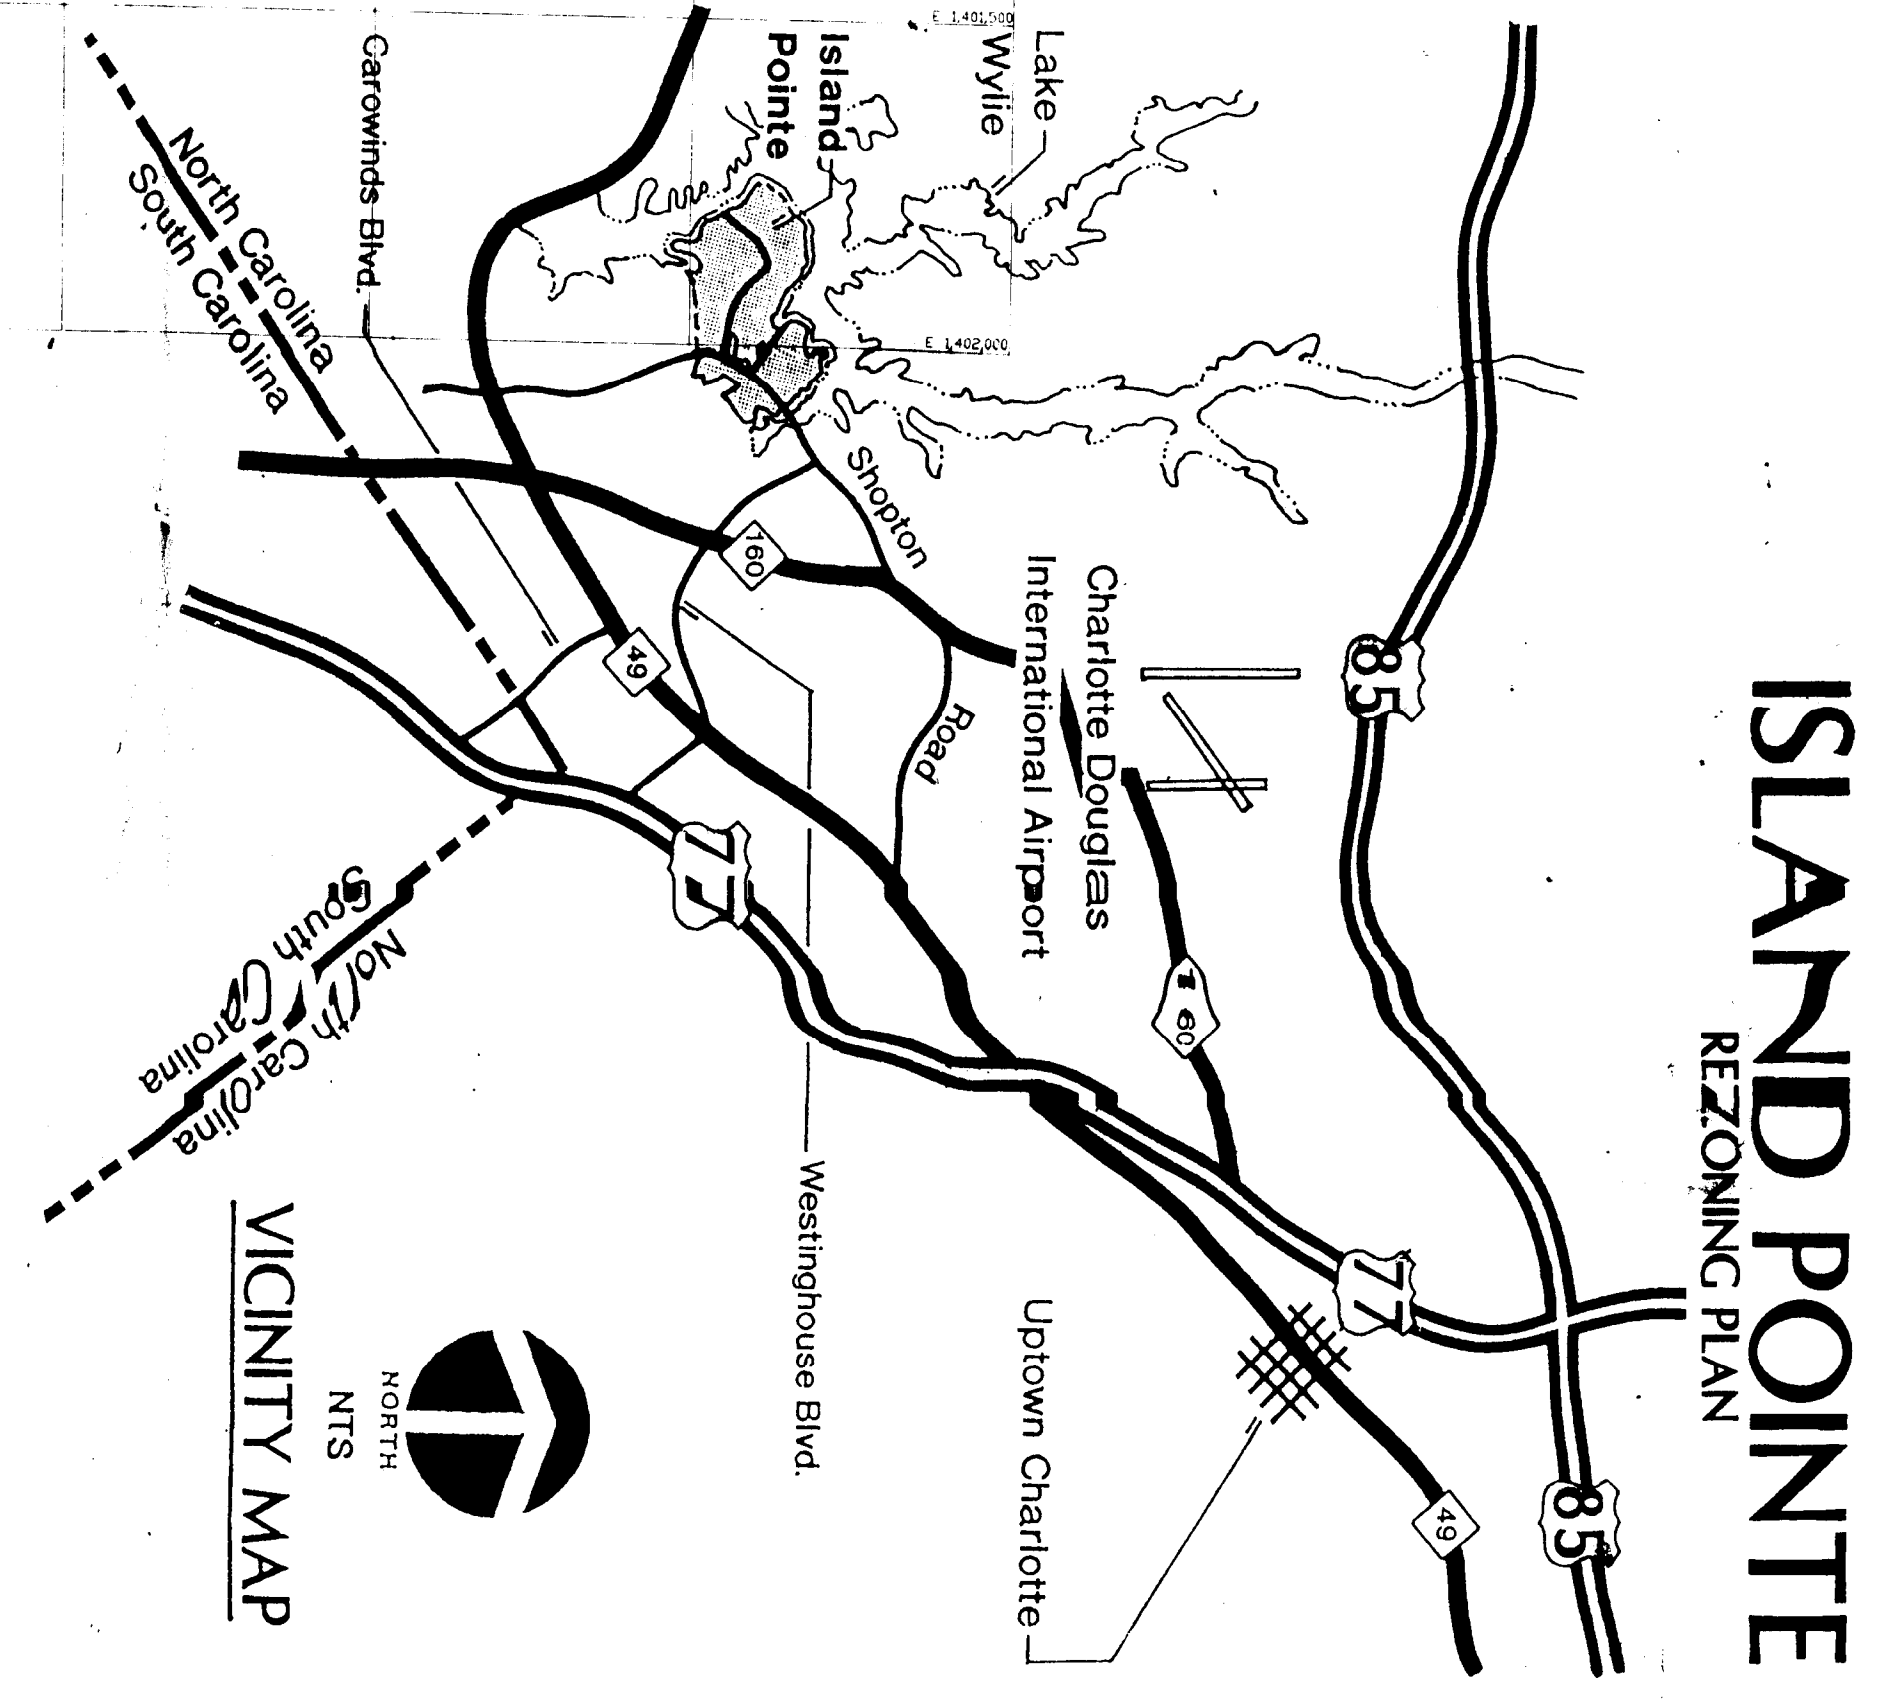 ISLAND POINTE
REZONING PLAN
85
85
Lake
Wylie
Island
Pointe
E 1,401,500
E 1,402,000
Charlotte Douglas
International Airport
Shopton
Road
160
160
49
49
77
77
Uptown Charlotte
Westinghouse Blvd.
Carowinds Blvd.
North Carolina
South Carolina
North Carolina
South Carolina
NORTH
NTS
VICINITY MAP